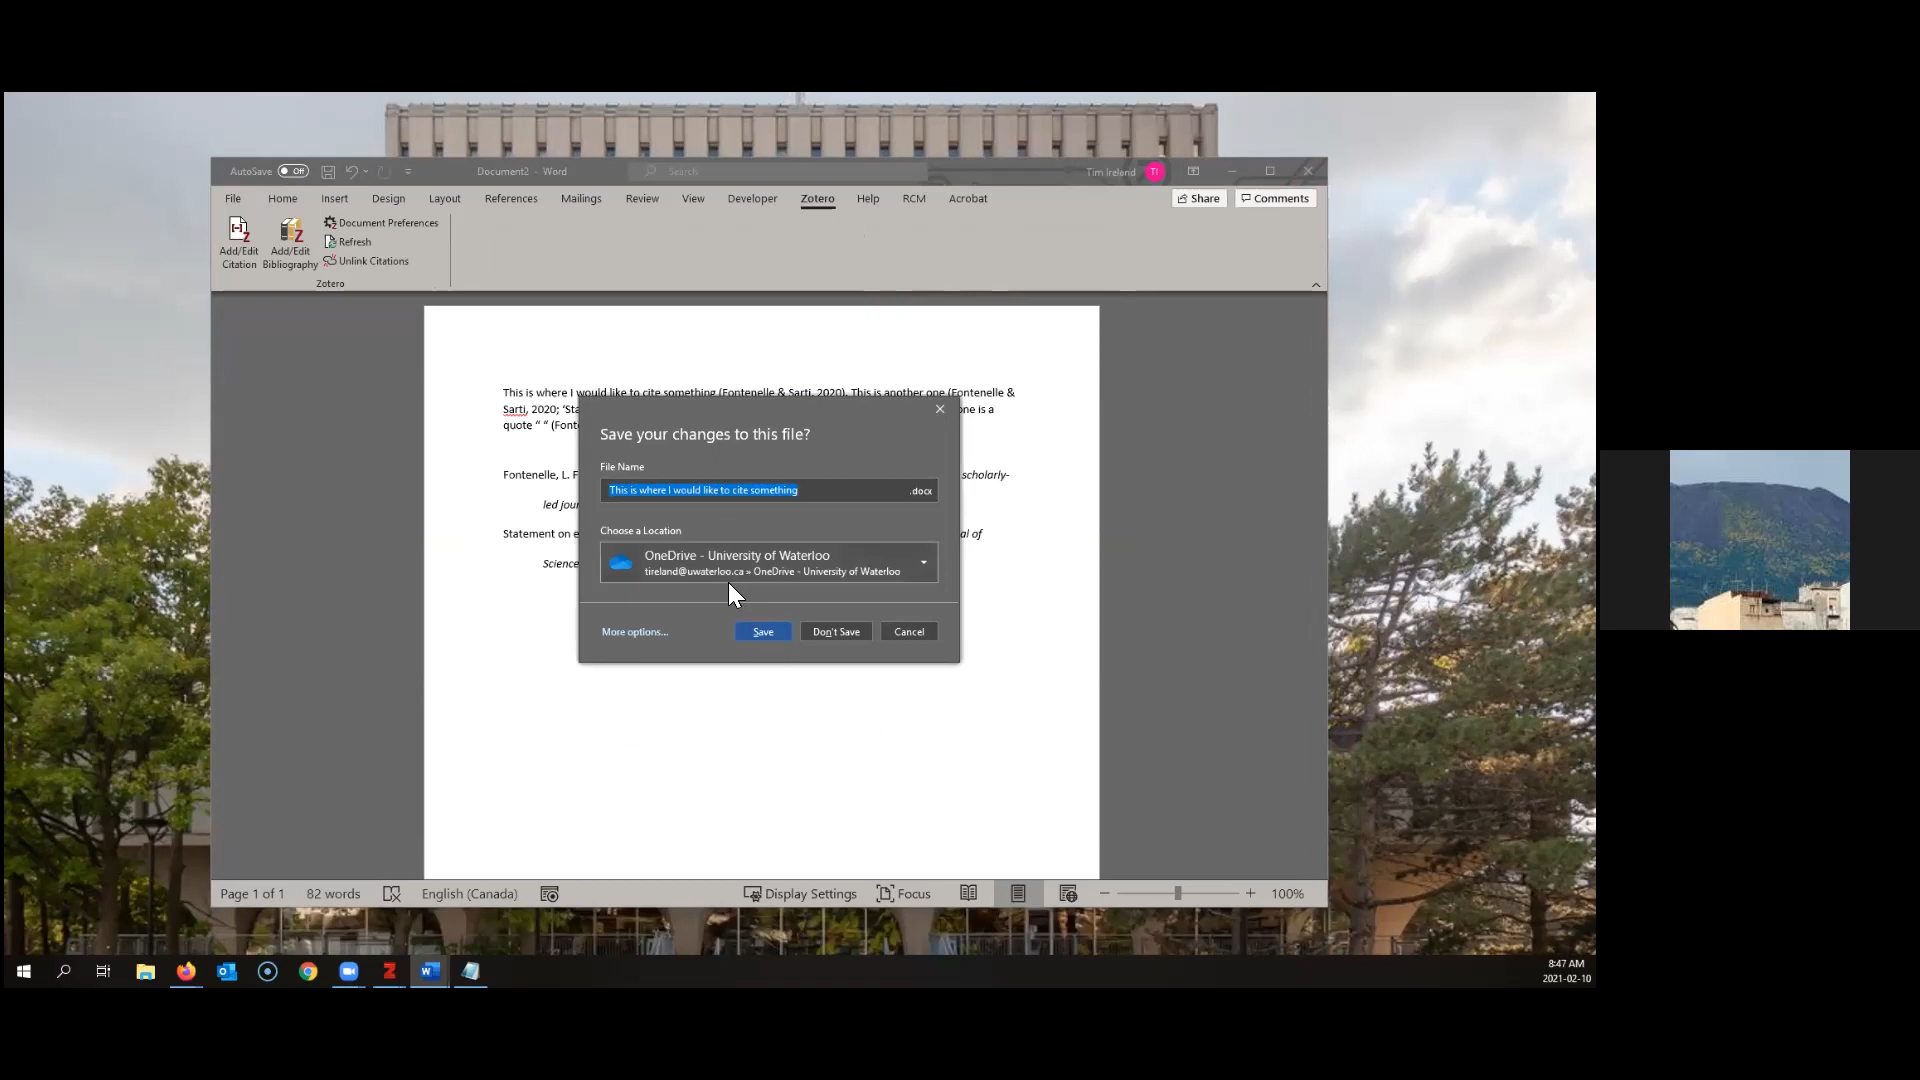 AutoSave Off Document2 - Word Search Tim Ireland TI
File Home Insert Design Layout References Mailings Review View Developer Zotero Help RCM Acrobat Share Comments
Add/Edit Citation
Add/Edit Bibliography
Document Preferences
Refresh
Unlink Citations
Zotero
This is where I would like to cite something (Fontenelle & Sarti, 2020). This is another one (Fontenelle &
Sarti, 2020; ‘Sta one is a
quote “ “ (Font
Fontenelle, L. F scholarly-
led jour
Statement on e al of
Science
Save your changes to this file?
File Name
This is where I would like to cite something .docx
Choose a Location
OneDrive - University of Waterloo
tireland@uwaterloo.ca » OneDrive - University of Waterloo
More options... Save Don't Save Cancel
Page 1 of 1 82 words English (Canada) Display Settings Focus 100%
8:47 AM
2021-02-10